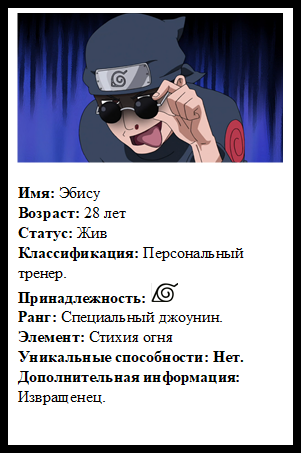 Имя: Эбису
Возраст: 28 лет
Статус: Жив
Классификация: Персональный
тренер.
Принадлежность:
Ранг: Специальный джоунин.
Элемент: Стихия огня
Уникальные способности: Нет.
Дополнительная информация:
Извращенец.